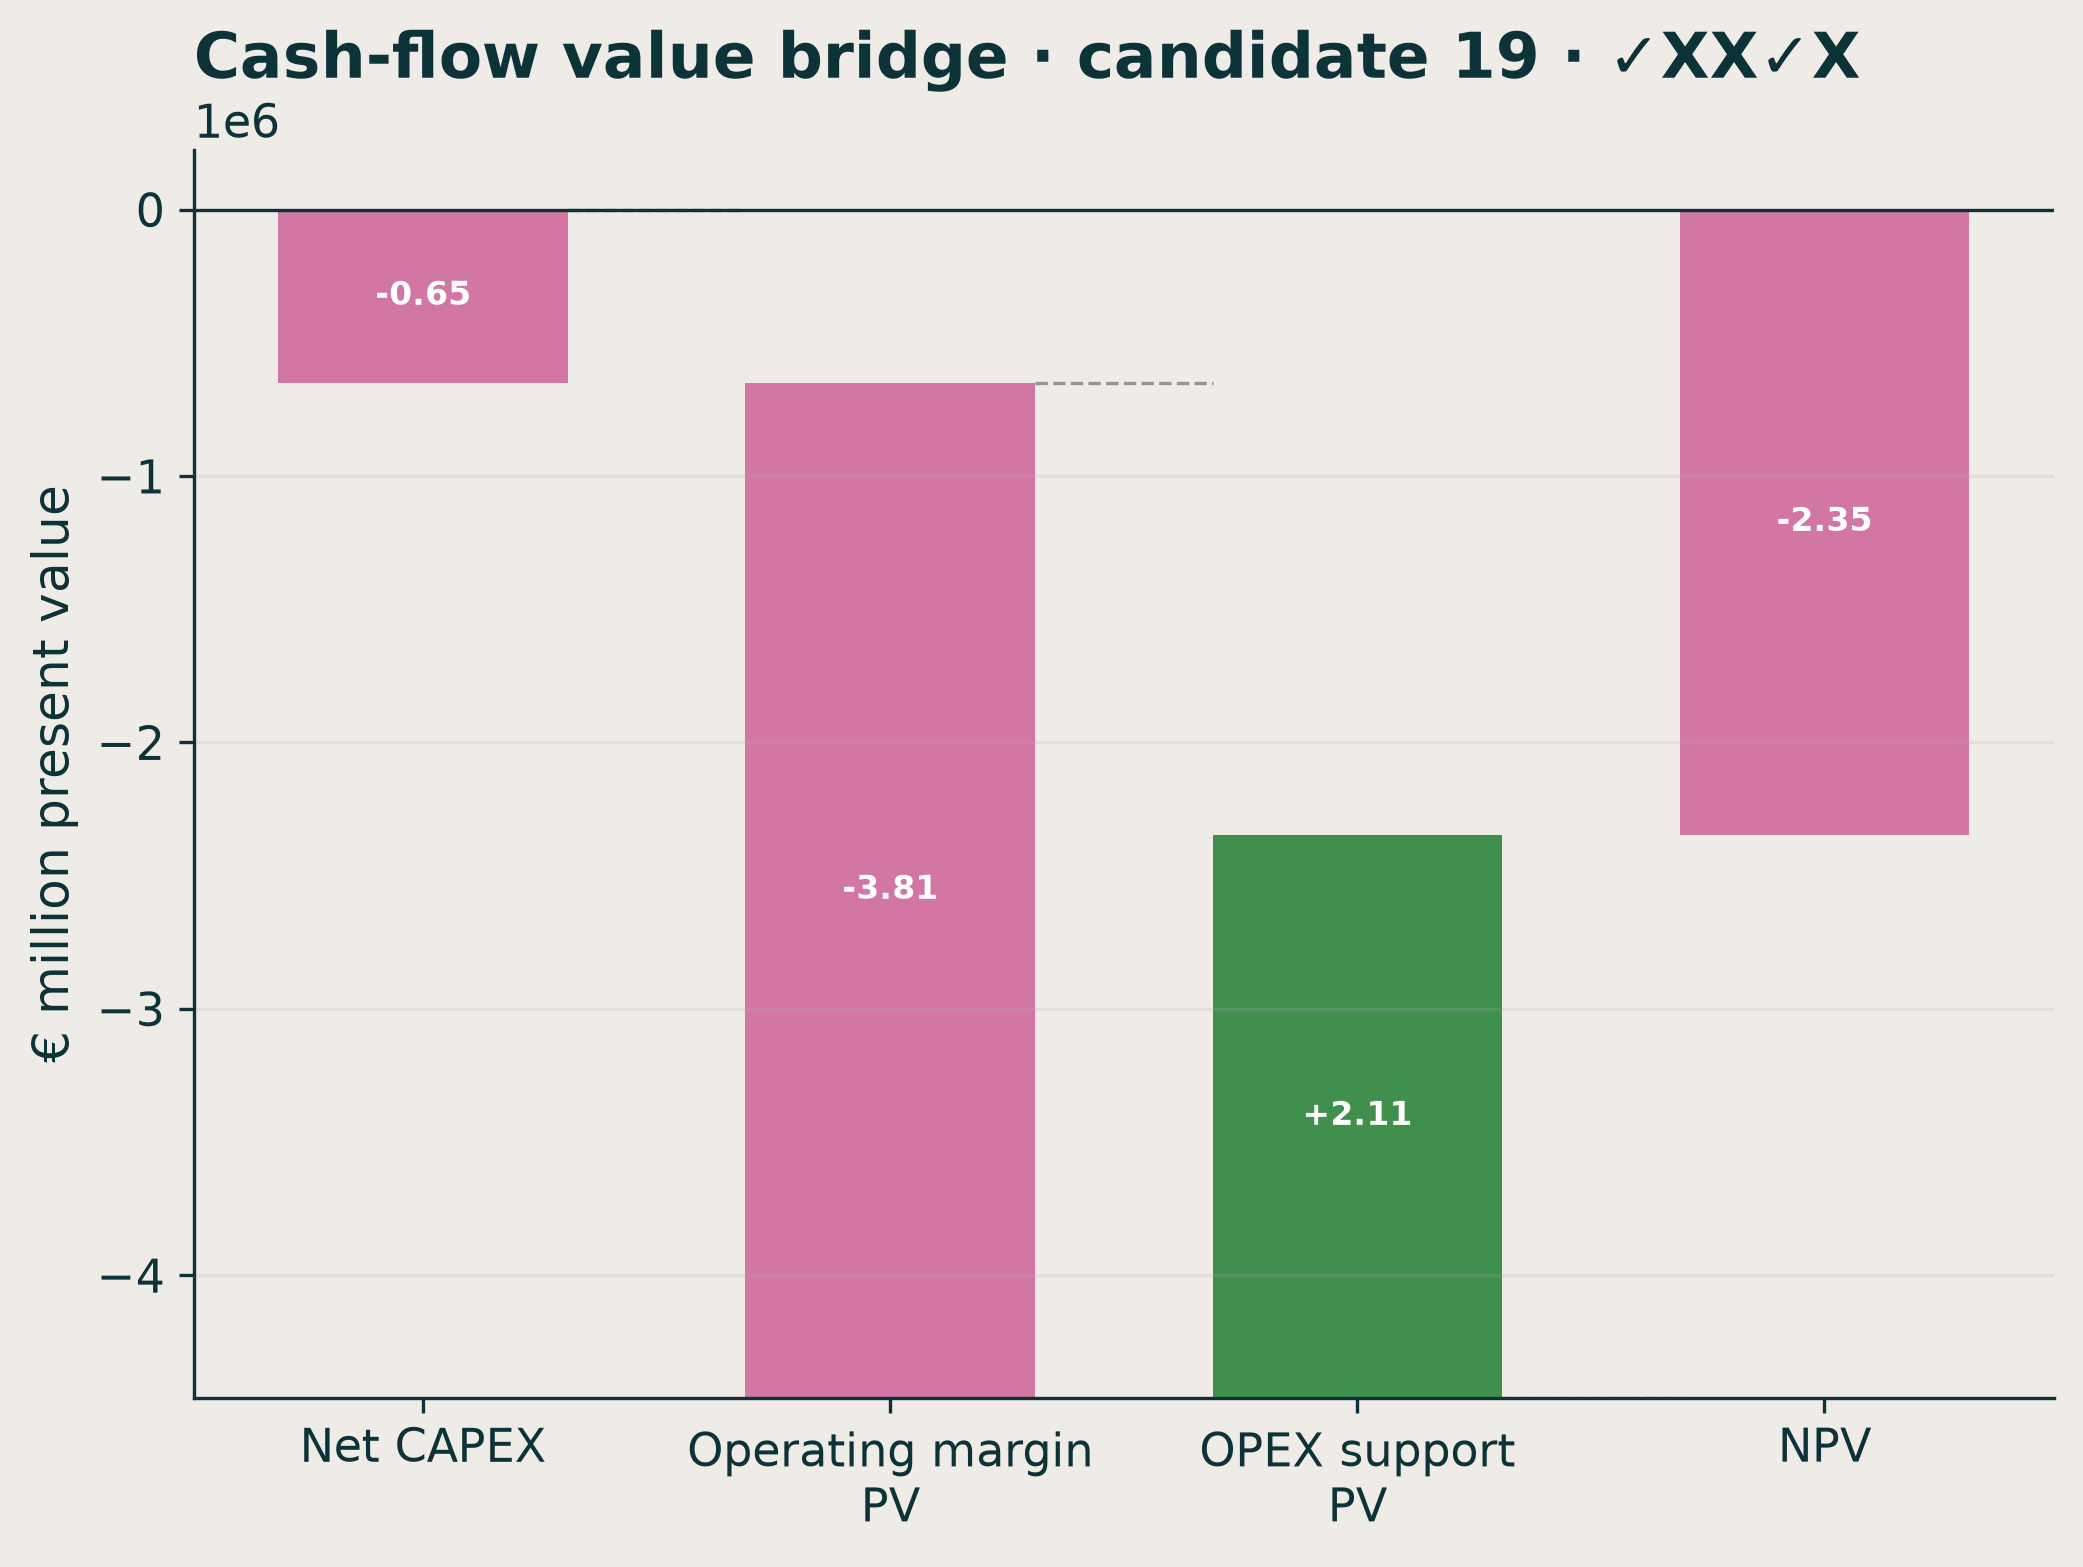 Cash-flow value bridge · candidate 19 · ✓XX✓X
1e6
0
−1
−2
−3
−4
€ million present value
-0.65
-3.81
+2.11
-2.35
Net CAPEX
Operating margin
PV
OPEX support
PV
NPV